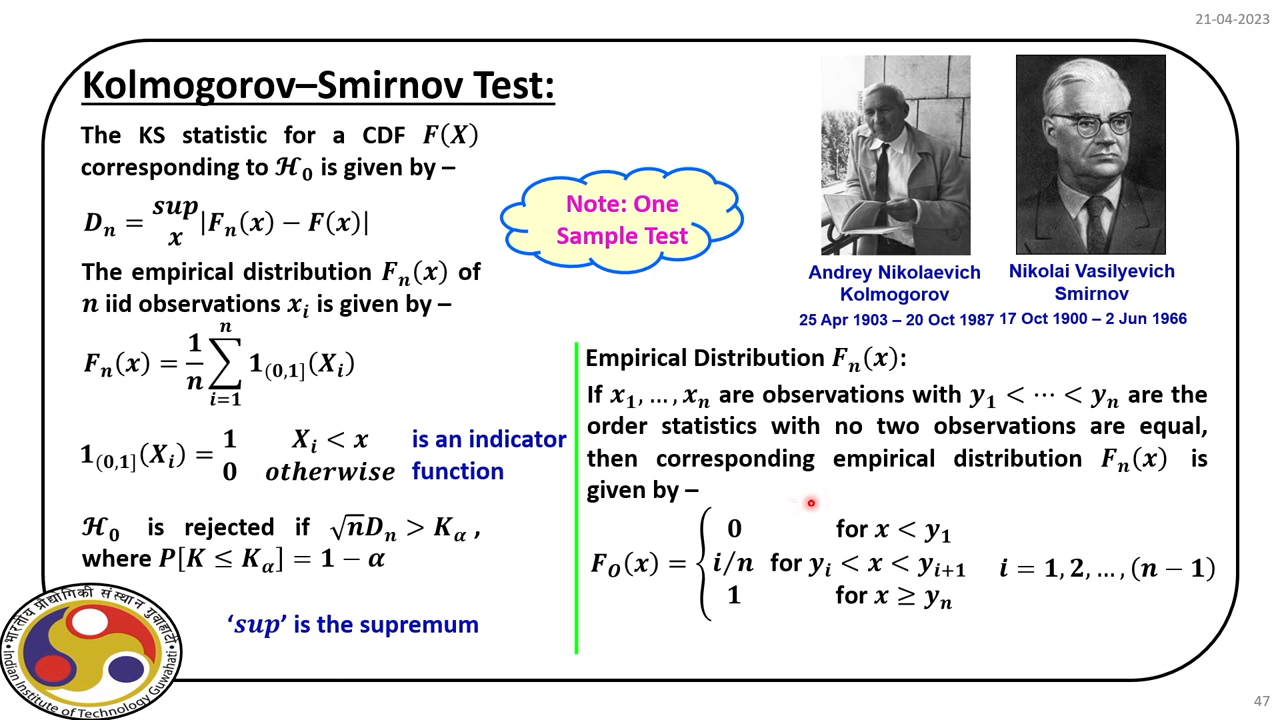 21-04-2023
Kolmogorov–Smirnov Test:
The KS statistic for a CDF F(X)
corresponding to ℋ₀ is given by –
Dₙ = sup
x |Fₙ(x) − F(x)|
The empirical distribution Fₙ(x) of
n iid observations xᵢ is given by –
Fₙ(x) = 1/n ∑ᵢ₌₁ⁿ 1₍₀,₁](Xᵢ)
1₍₀,₁](Xᵢ) = 1 Xᵢ < x
0 otherwise
is an indicator
function
ℋ₀ is rejected if √nDₙ > K_α ,
where P[K ≤ K_α] = 1 − α
‘sup’ is the supremum
Note: One
Sample Test
Andrey Nikolaevich
Kolmogorov
25 Apr 1903 – 20 Oct 1987
Nikolai Vasilyevich
Smirnov
17 Oct 1900 – 2 Jun 1966
Empirical Distribution Fₙ(x):
If x₁, … , xₙ are observations with y₁ < ⋯ < yₙ are the
order statistics with no two observations are equal,
then corresponding empirical distribution Fₙ(x) is
given by –
F_O(x) = { 0 for x < y₁
i/n for yᵢ < x < yᵢ₊₁ i = 1, 2, … , (n − 1)
1 for x ≥ yₙ
भारतीय प्रौद्योगिकी संस्थान गुवाहाटी
Indian Institute of Technology Guwahati
47